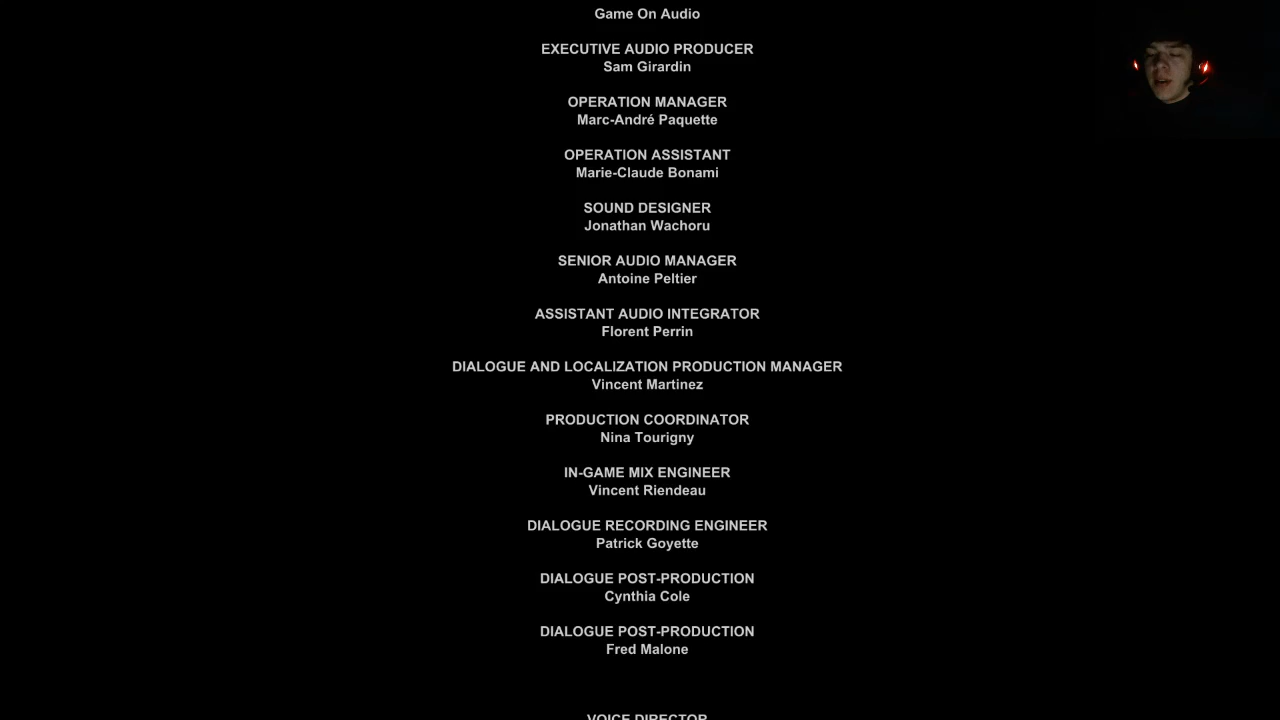 Game On Audio
EXECUTIVE AUDIO PRODUCER
Sam Girardin
OPERATION MANAGER
Marc-André Paquette
OPERATION ASSISTANT
Marie-Claude Bonami
SOUND DESIGNER
Jonathan Wachoru
SENIOR AUDIO MANAGER
Antoine Peltier
ASSISTANT AUDIO INTEGRATOR
Florent Perrin
DIALOGUE AND LOCALIZATION PRODUCTION MANAGER
Vincent Martinez
PRODUCTION COORDINATOR
Nina Tourigny
IN-GAME MIX ENGINEER
Vincent Riendeau
DIALOGUE RECORDING ENGINEER
Patrick Goyette
DIALOGUE POST-PRODUCTION
Cynthia Cole
DIALOGUE POST-PRODUCTION
Fred Malone
VOICE DIRECTOR